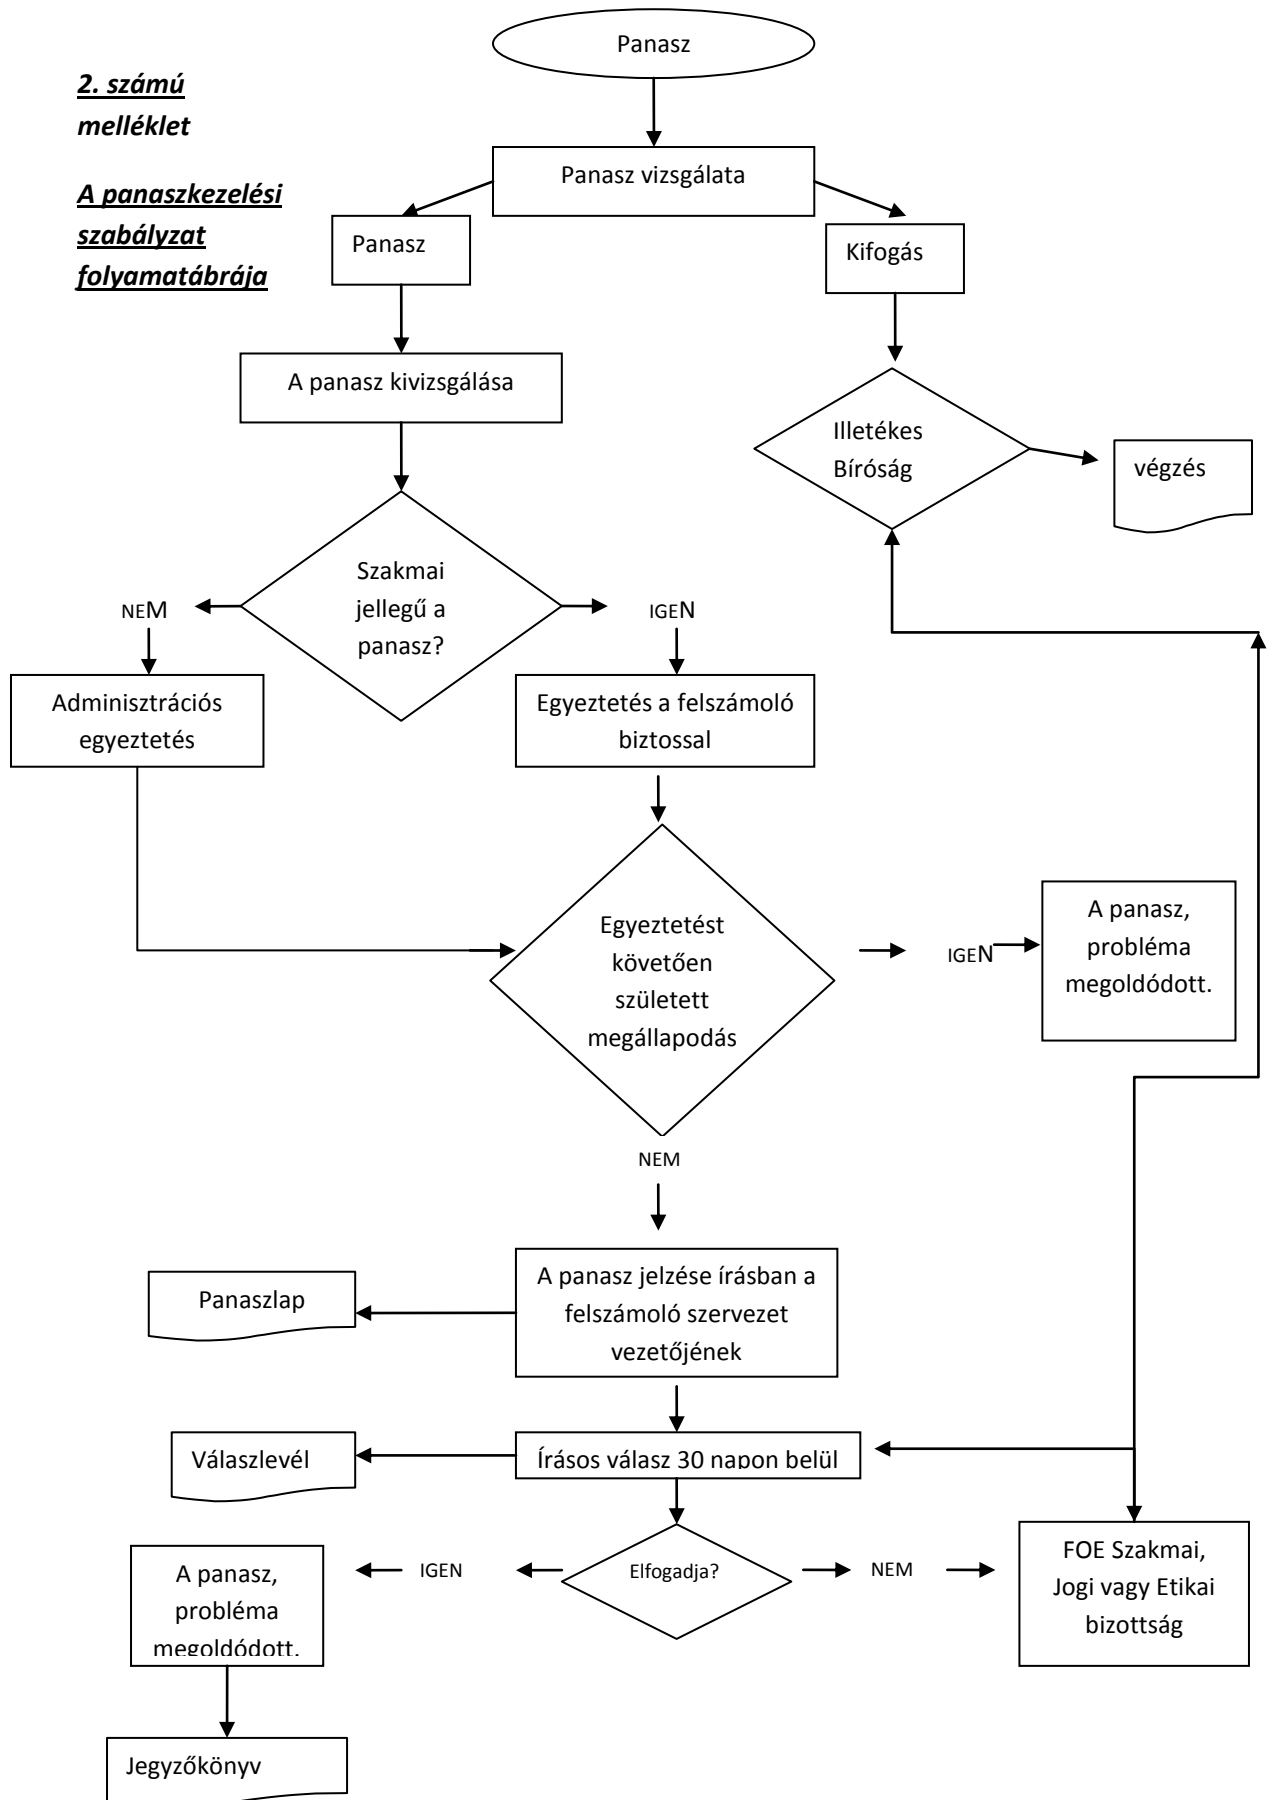 Panasz
2. számú
melléklet
A panaszkezelési
szabályzat
folyamatábrája
Panasz vizsgálata
Panasz
Kifogás
A panasz kivizsgálása
Illetékes
Bíróság
végzés
Szakmai
jellegű a
panasz?
NEM
IGEN
Adminisztrációs
egyeztetés
Egyeztetés a felszámoló
biztossal
Egyeztetést
követően
született
megállapodás
IGEN
A panasz,
probléma
megoldódott.
NEM
A panasz jelzése írásban a
felszámoló szervezet
vezetőjének
Panaszlap
Írásos válasz 30 napon belül
Válaszlevél
Elfogadja?
IGEN
NEM
A panasz,
probléma
megoldódott.
FOE Szakmai,
Jogi vagy Etikai
bizottság
Jegyzőkönyv